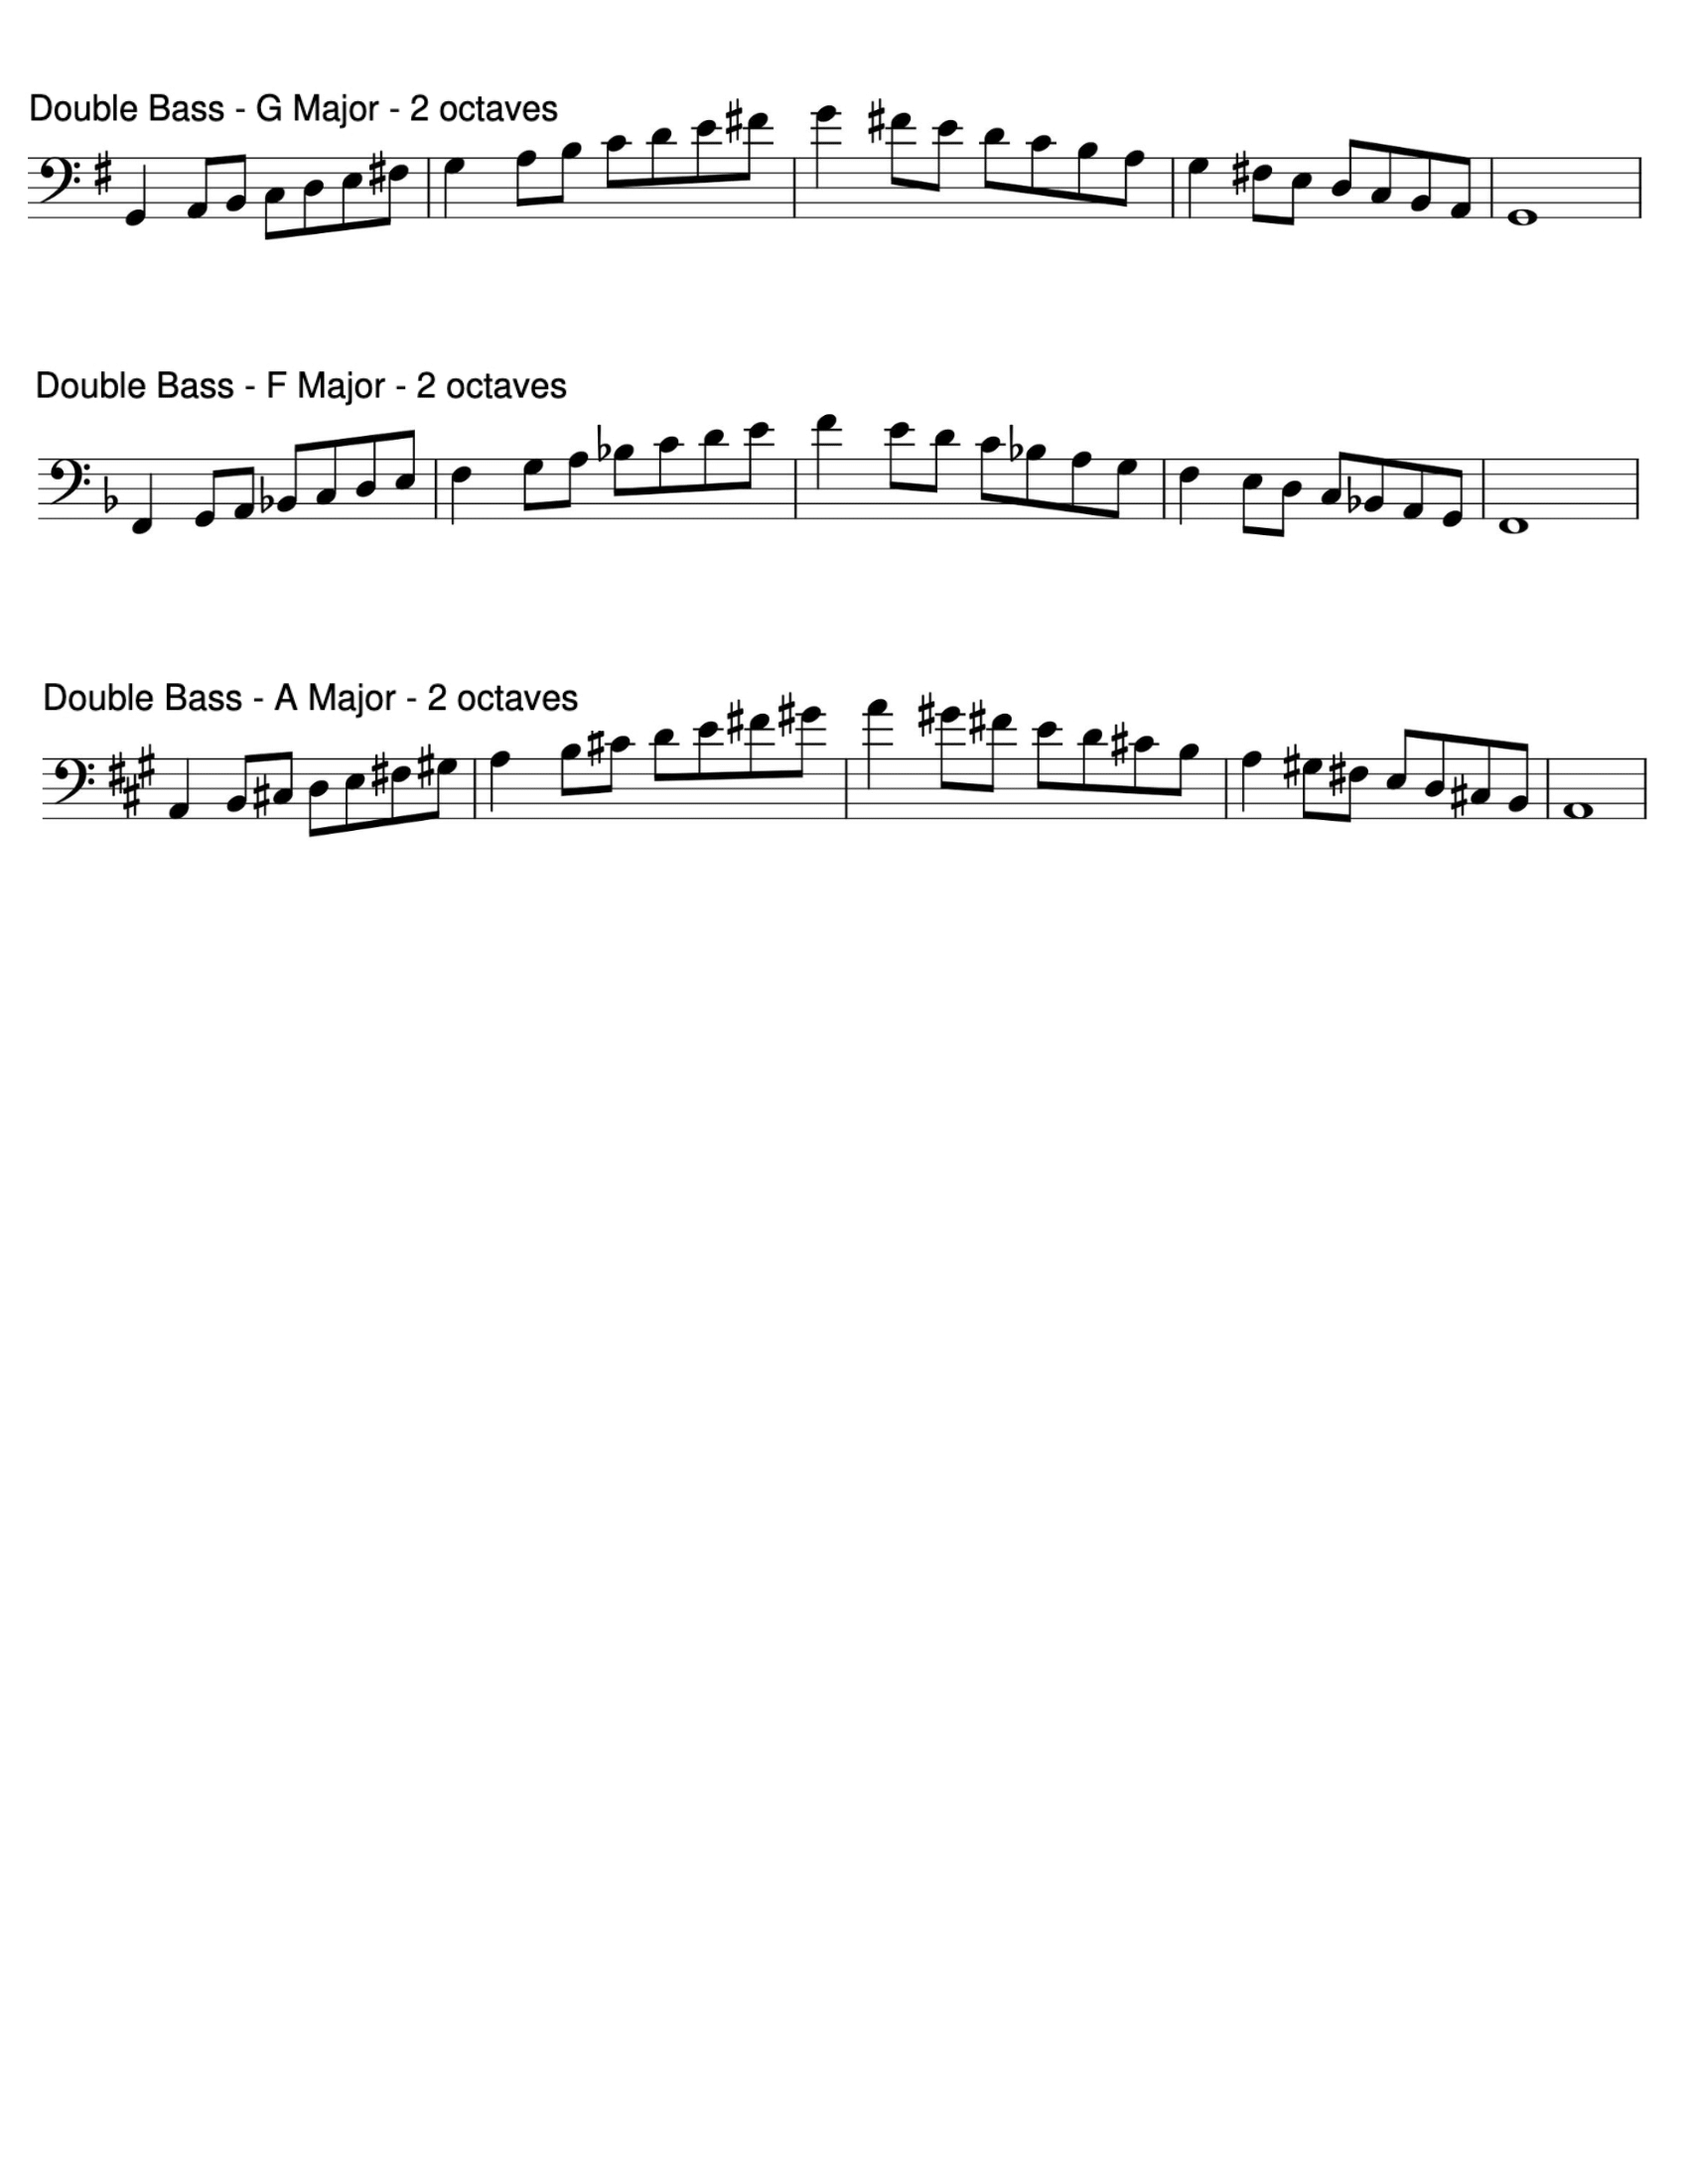 Double Bass - G Major - 2 octaves
Double Bass - F Major - 2 octaves
Double Bass - A Major - 2 octaves